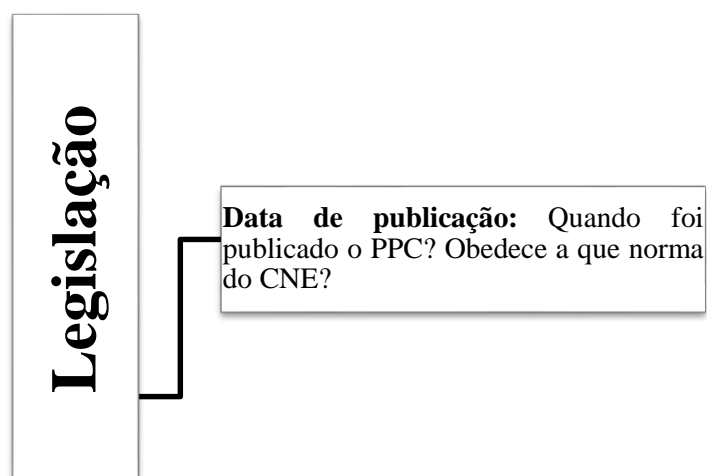 Legislação
Data de publicação: Quando foi
publicado o PPC? Obedece a que norma
do CNE?